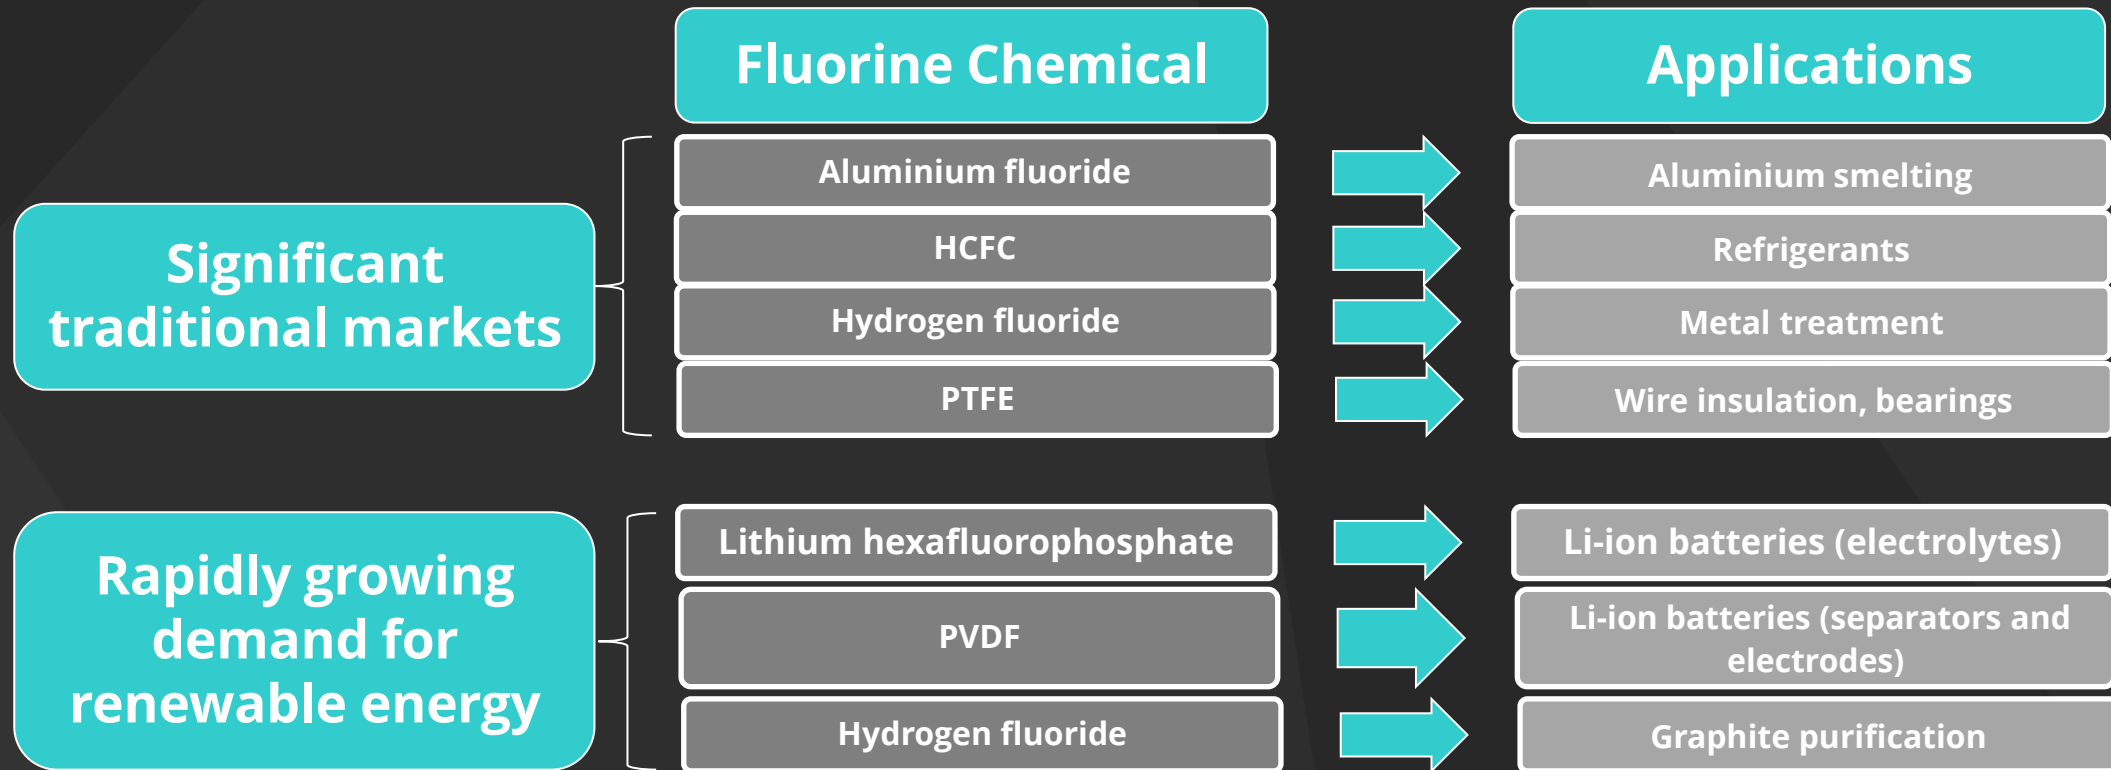 Fluorine Chemical
Applications
Significant
traditional markets
Aluminium fluoride
Aluminium smelting
HCFC
Refrigerants
Hydrogen fluoride
Metal treatment
PTFE
Wire insulation, bearings
Rapidly growing
demand for
renewable energy
Lithium hexafluorophosphate
Li-ion batteries (electrolytes)
PVDF
Li-ion batteries (separators and
electrodes)
Hydrogen fluoride
Graphite purification